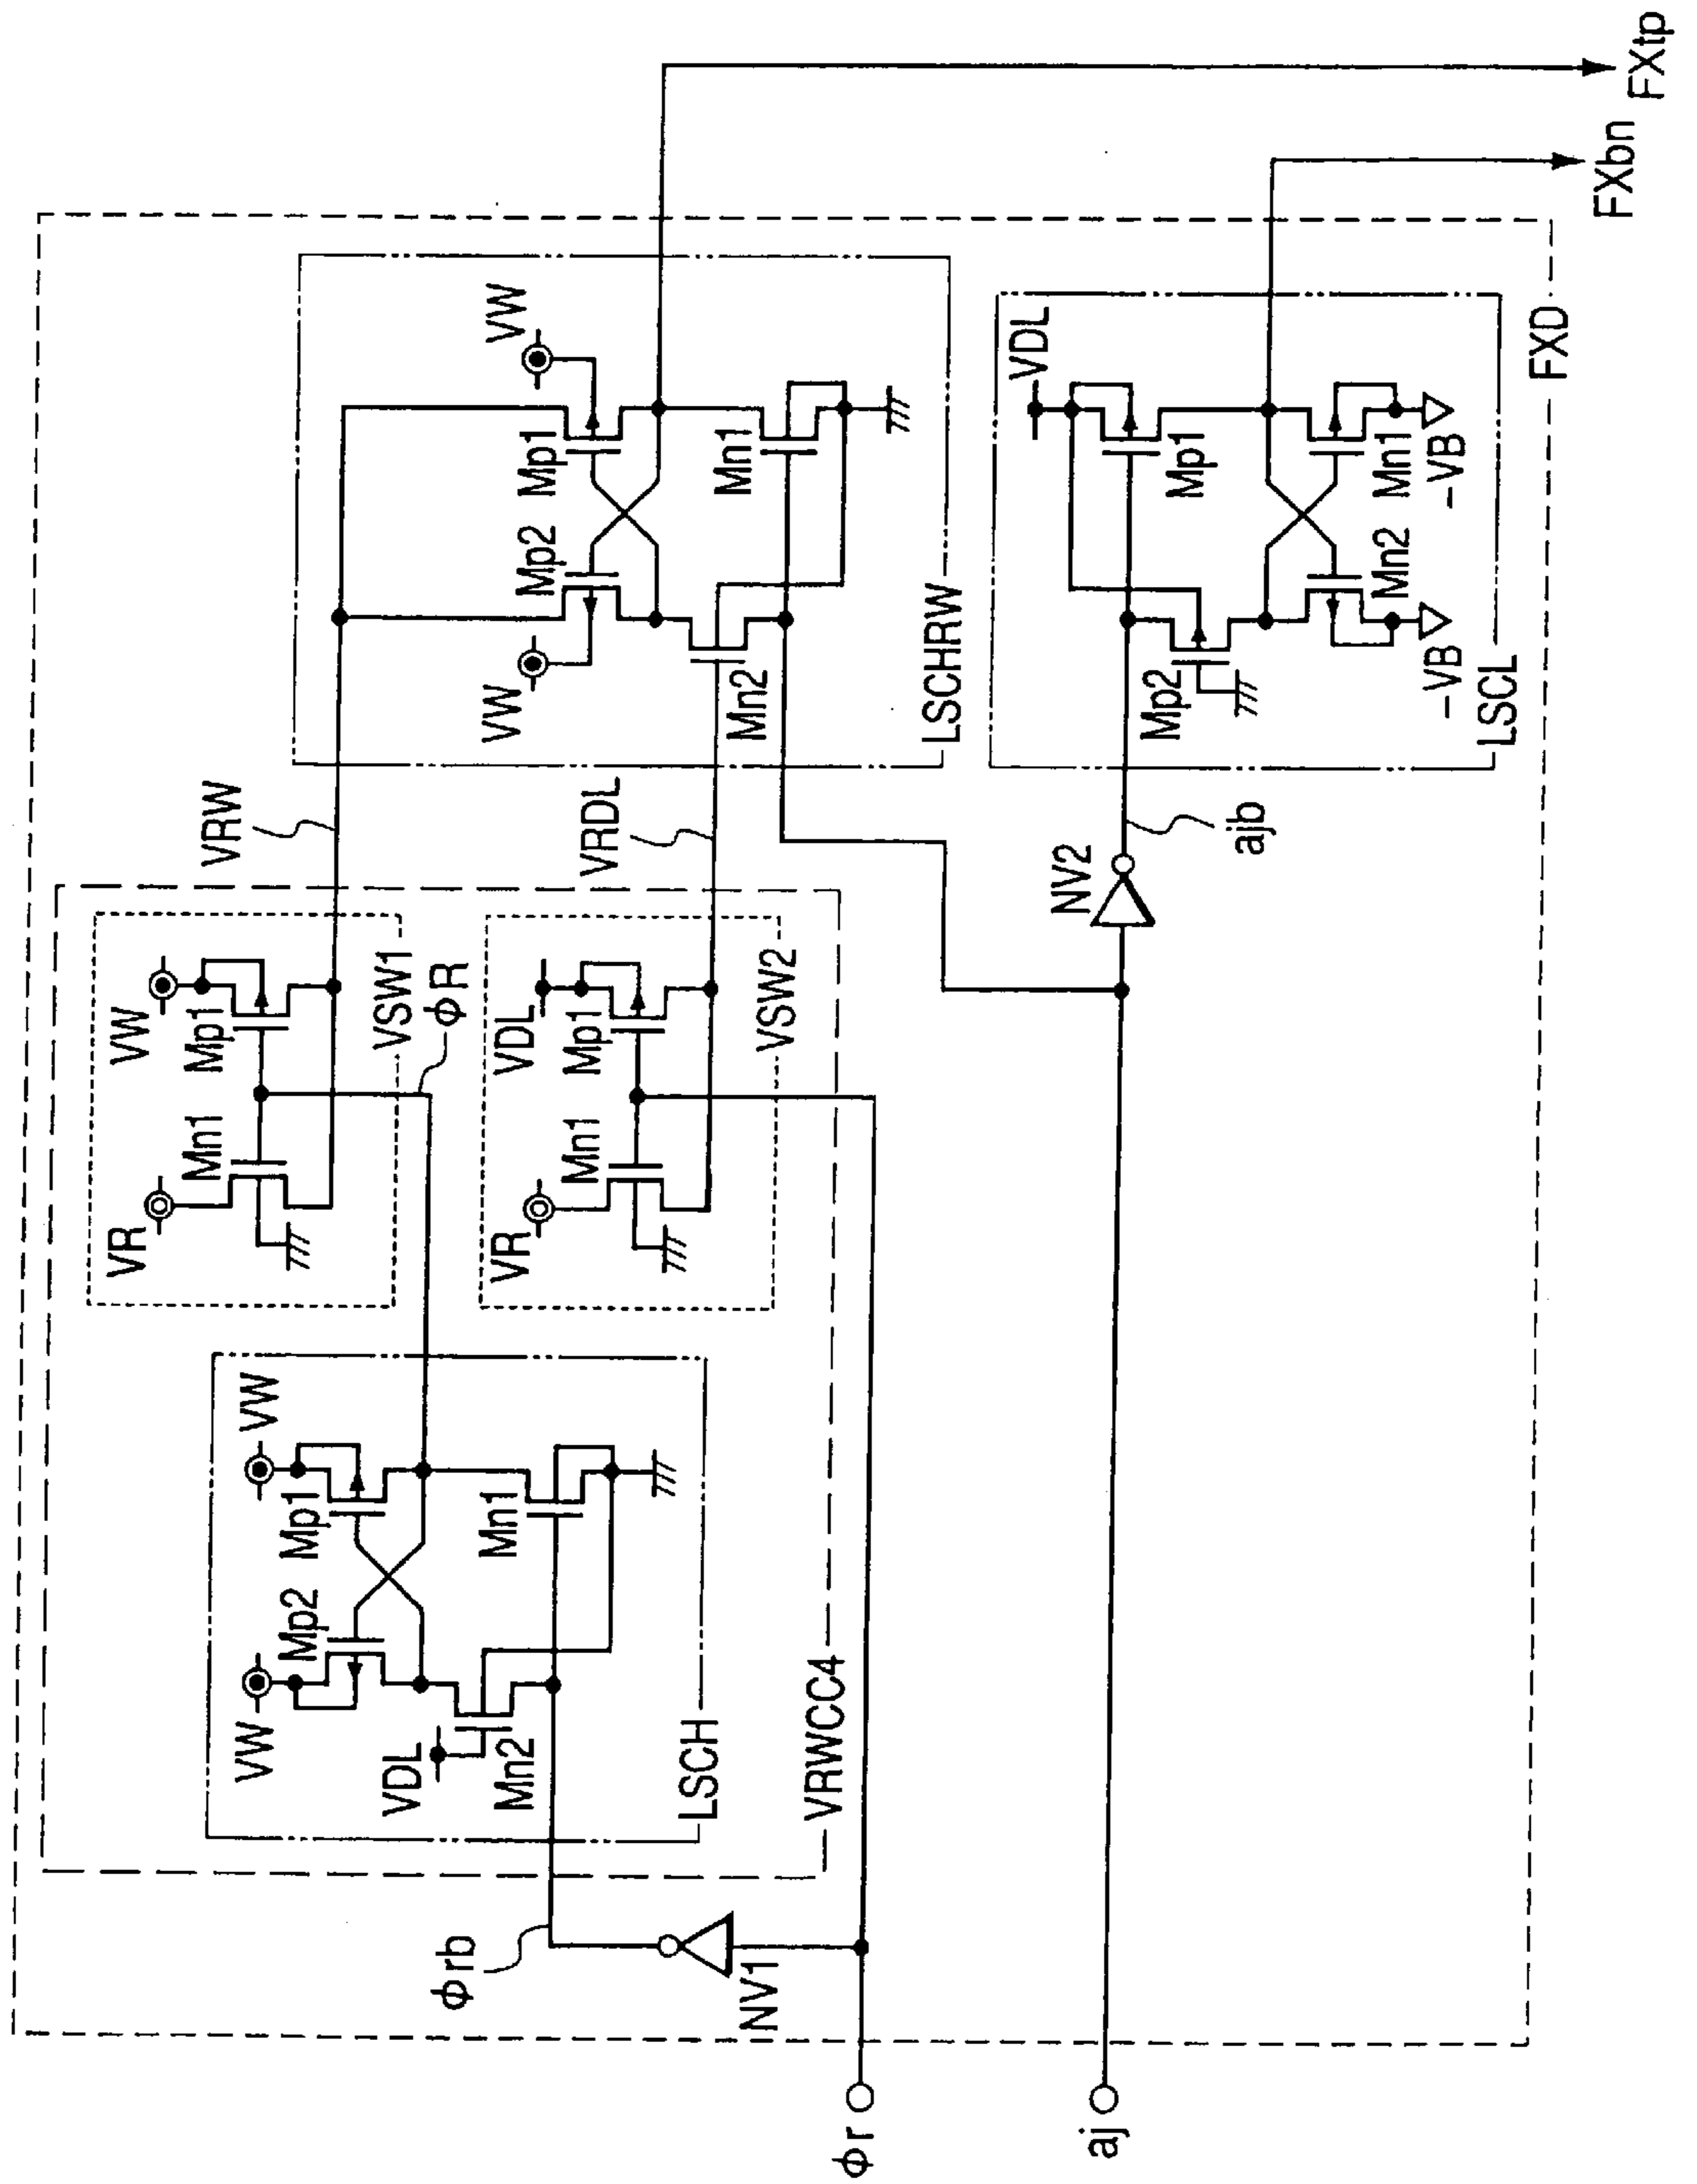 VR
VW
Mn1
Mp1
VSW1
φR
VRW
VR
VDL
Mn1
Mp1
VSW2
VRDL
VW
VW
Mp2
Mp1
VDL
Mn2
Mn1
LSCH
VRWCC4
φrb
NV1
VW
VW
Mp2
Mp1
Mn2
Mn1
LSCHRW
VDL
Mp2
Mp1
Mn2
Mn1
-VB
-VB
LSCL
NV2
ajb
FXD
φr
aj
FXbn
FXtp